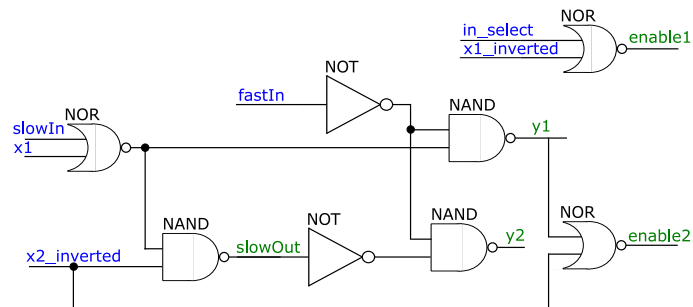 NOR
in_select
x1_inverted
enable1
NOT
fastIn
NAND
y1
NOR
slowIn
x1
NAND
x2_inverted
slowOut
NOT
NAND
y2
NOR
enable2